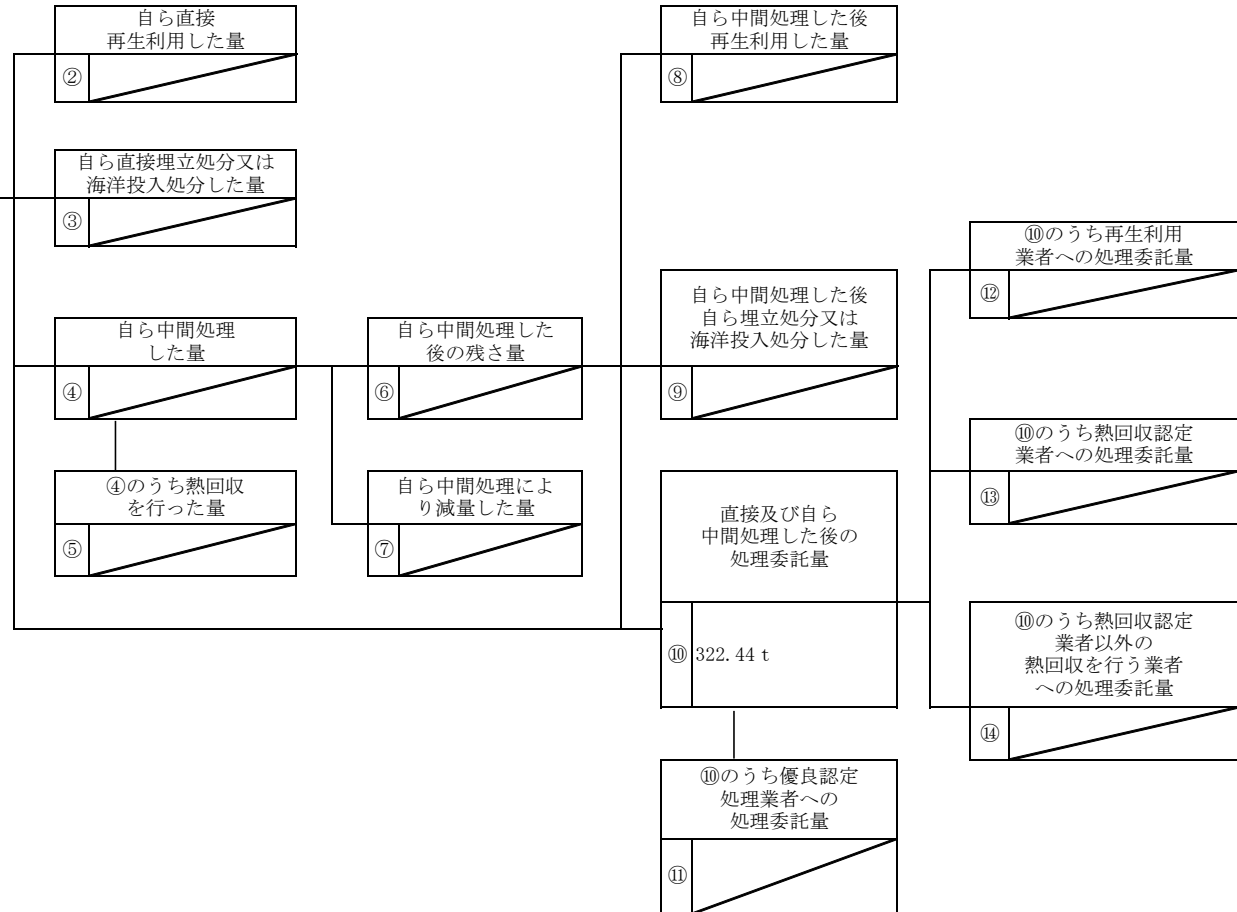 自ら直接
再生利用した量
②
自ら直接埋立処分又は
海洋投入処分した量
③
自ら中間処理
した量
④
④のうち熱回収
を行った量
⑤
自ら中間処理した
後の残さ量
⑥
自ら中間処理によ
り減量した量
⑦
自ら中間処理した後
再生利用した量
⑧
自ら中間処理した後
自ら埋立処分又は
海洋投入処分した量
⑨
直接及び自ら
中間処理した後の
処理委託量
⑩ 322.44 t
⑩のうち優良認定
処理業者への
処理委託量
⑪
⑩のうち再生利用
業者への処理委託量
⑫
⑩のうち熱回収認定
業者への処理委託量
⑬
⑩のうち熱回収認定
業者以外の
熱回収を行う業者
への処理委託量
⑭